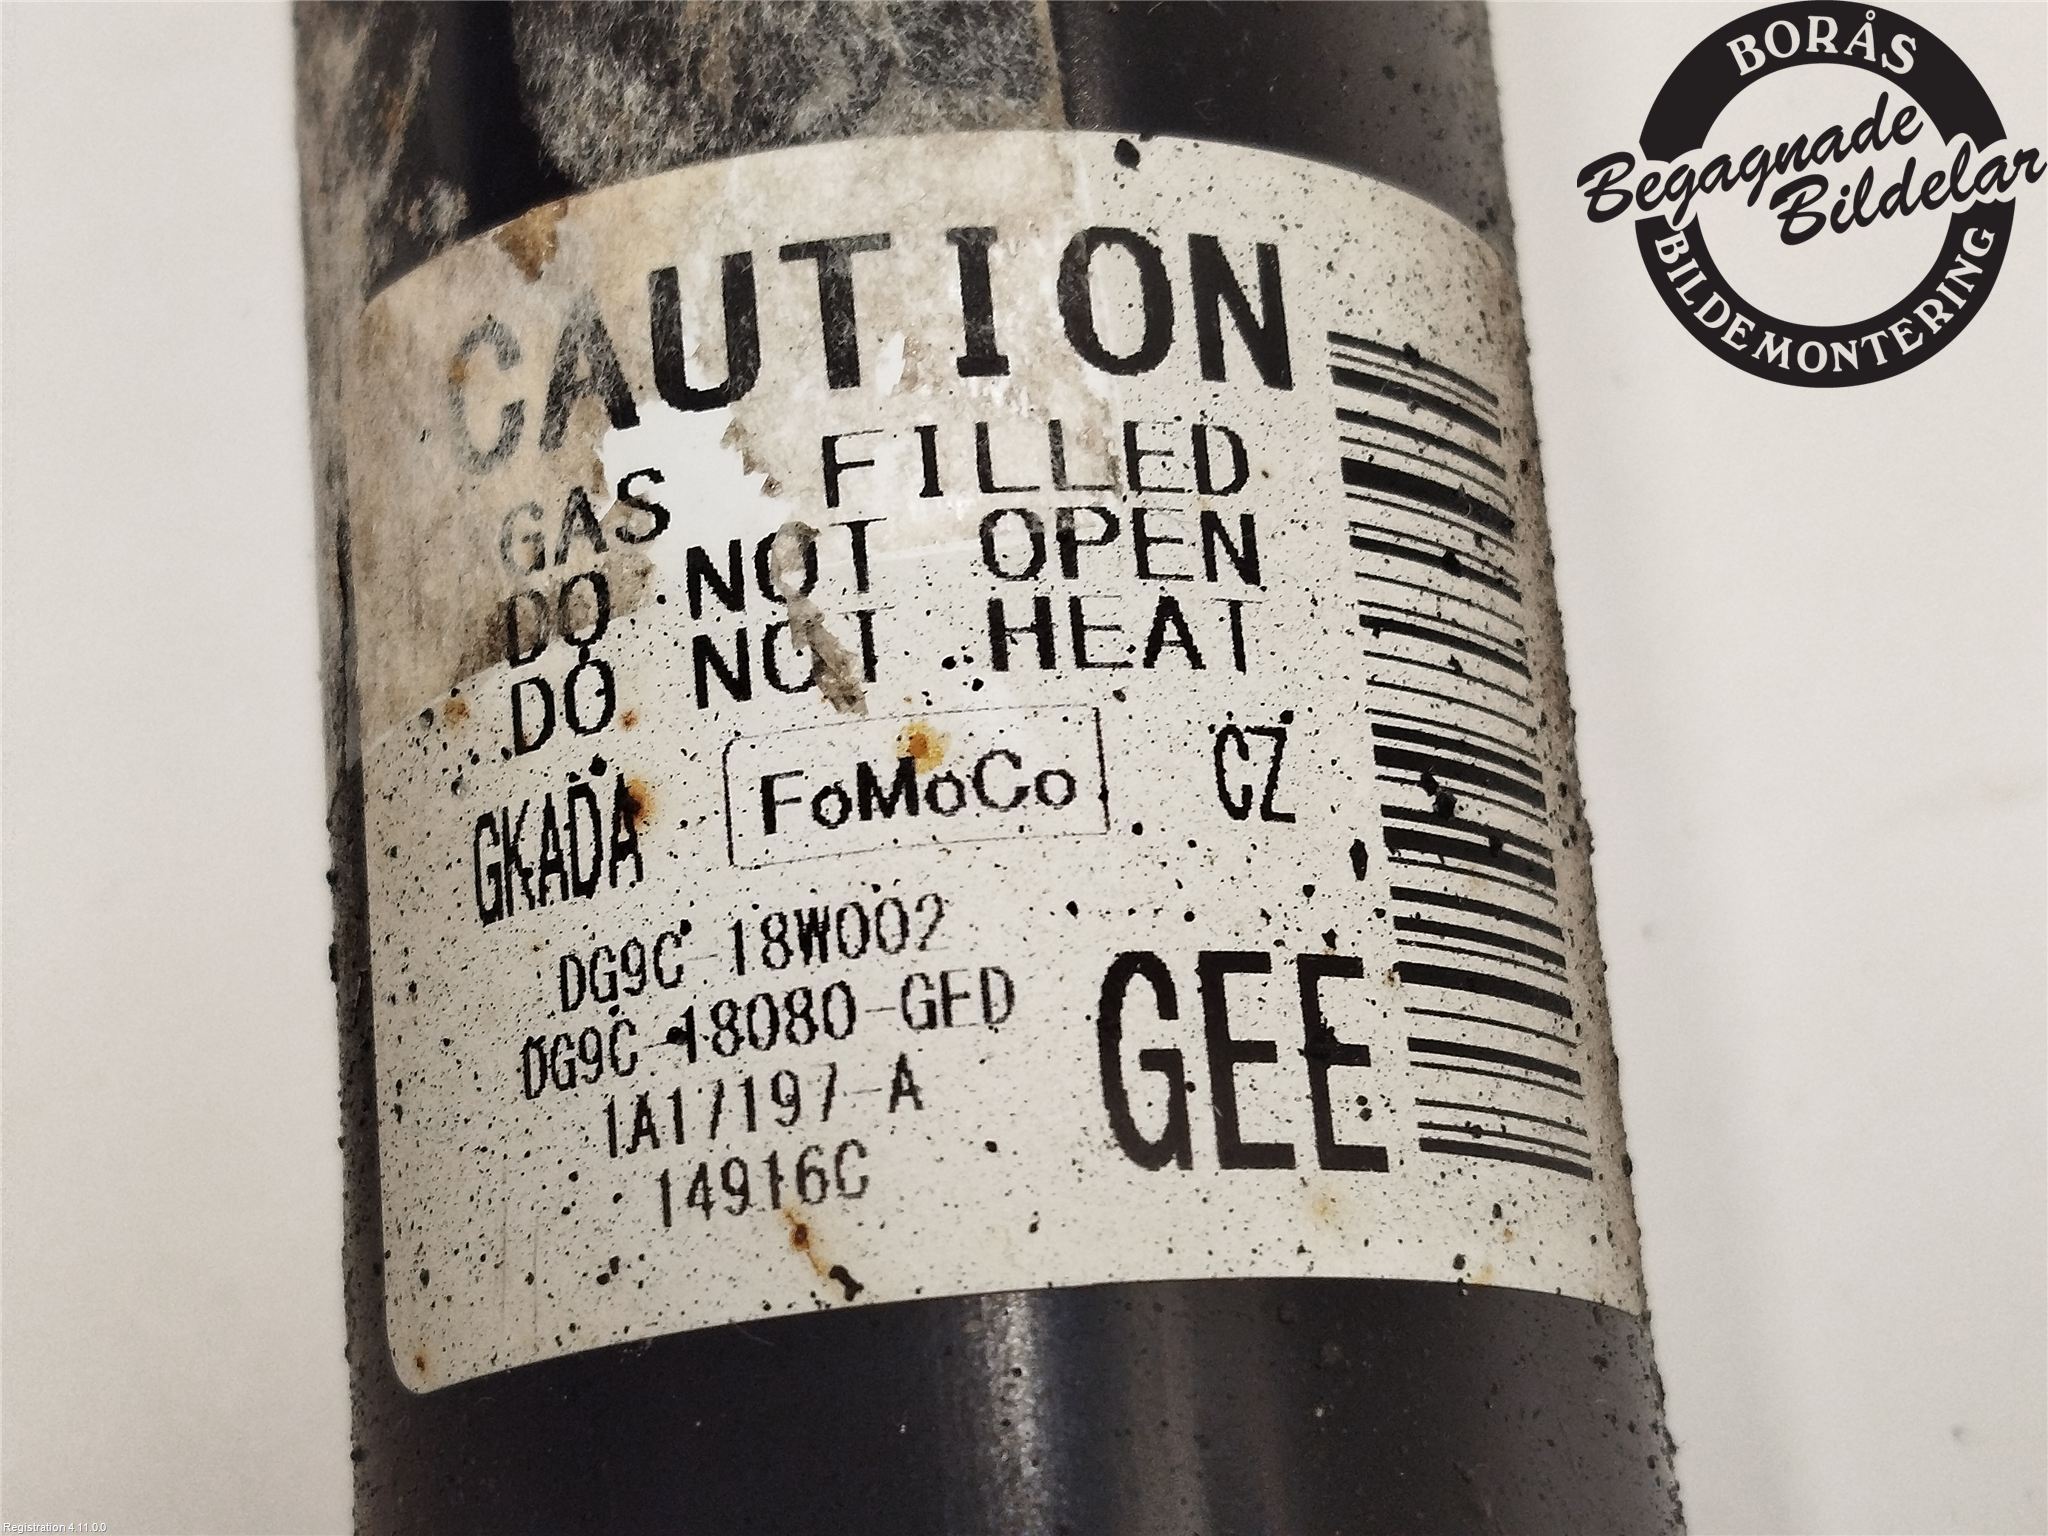 CAUTION
GAS FILLED
DO NOT OPEN
DO NOT HEAT
GKADA FoMoCo CZ
DG9C-18W002
DG9C-18080-GED
1A17197-A
14916C
GEE
BORÅS
Begagnade
Bildelar
BILDEMONTERING
Registration 4.11.0.0